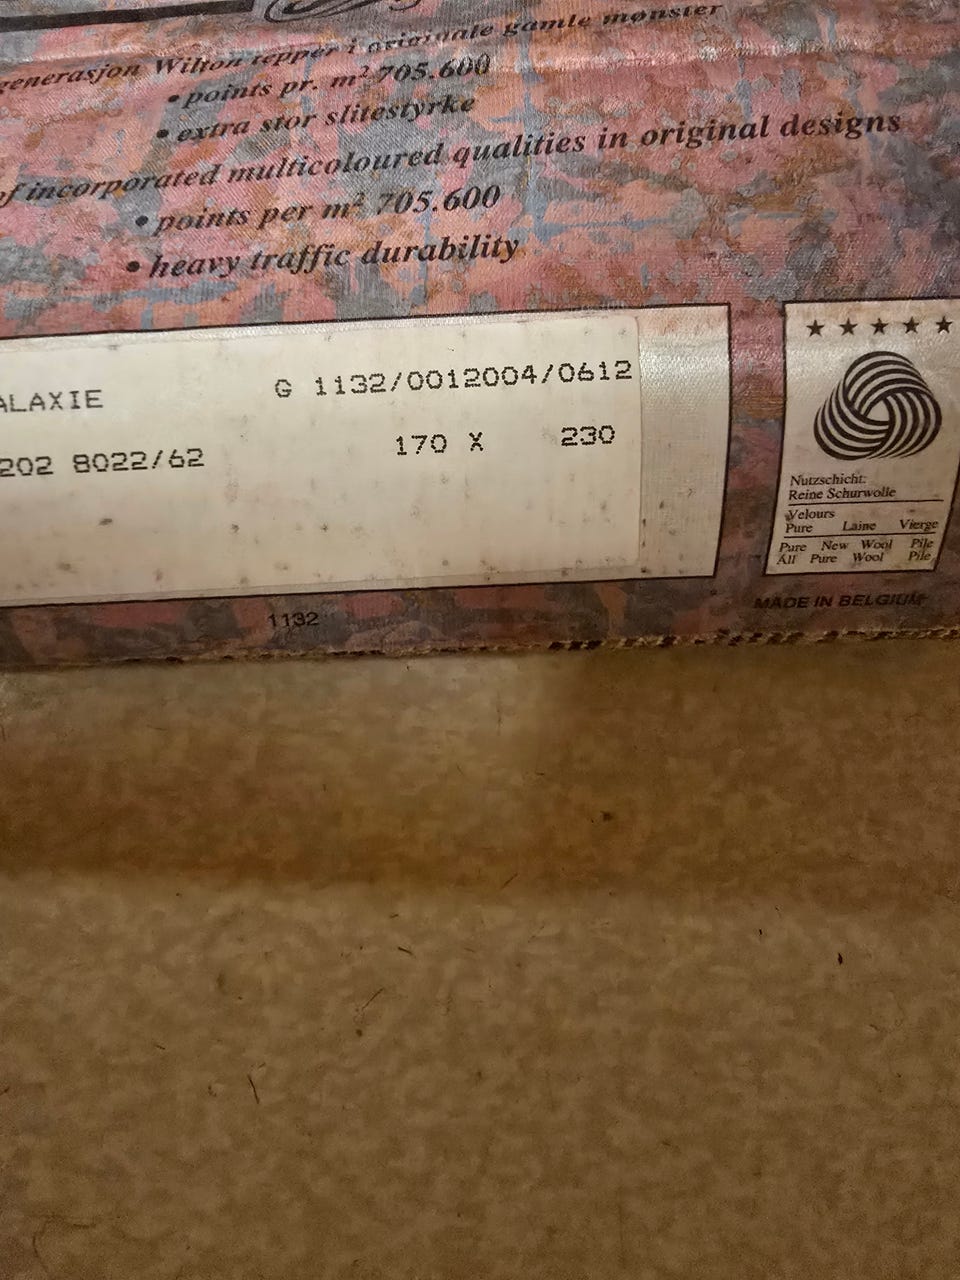 generasjon Wilton tepper i originale gamle mønster
• points pr. m² 705.600
• extra stor slitestyrke
of incorporated multicoloured qualities in original designs
• points per m² 705.600
• heavy traffic durability
ALAXIE G 1132/0012004/0612
202 8022/62 170 X 230
★★★★★
Nutzschicht:
Reine Schurwolle
Velours
Pure Laine Vierge
Pure New Wool Pile
All Pure Wool Pile
1132
MADE IN BELGIUM